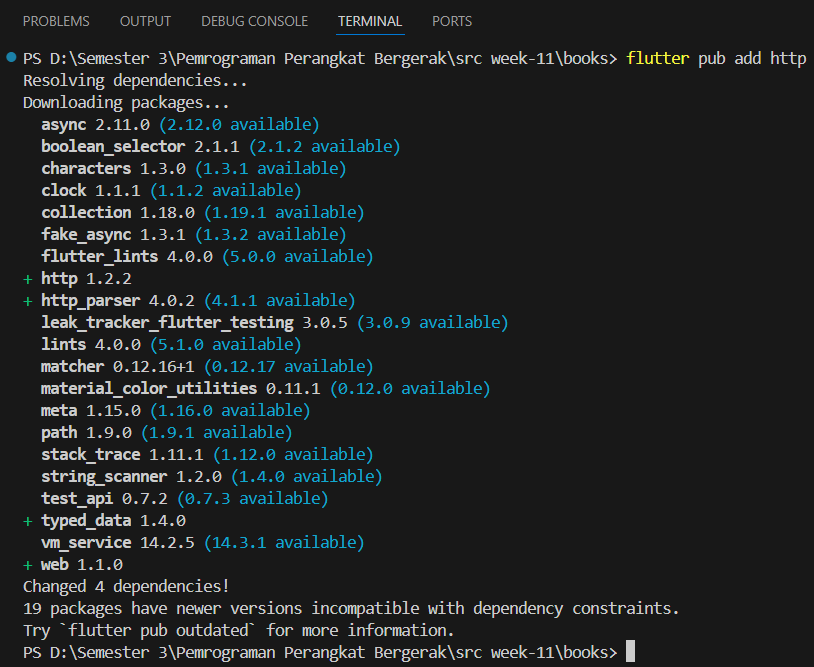 PROBLEMS OUTPUT DEBUG CONSOLE TERMINAL PORTS
PS D:\Semester 3\Pemrograman Perangkat Bergerak\src week-11\books> flutter pub add http
Resolving dependencies...
Downloading packages...
async 2.11.0 (2.12.0 available)
boolean_selector 2.1.1 (2.1.2 available)
characters 1.3.0 (1.3.1 available)
clock 1.1.1 (1.1.2 available)
collection 1.18.0 (1.19.1 available)
fake_async 1.3.1 (1.3.2 available)
flutter_lints 4.0.0 (5.0.0 available)
+ http 1.2.2
+ http_parser 4.0.2 (4.1.1 available)
leak_tracker_flutter_testing 3.0.5 (3.0.9 available)
lints 4.0.0 (5.1.0 available)
matcher 0.12.16+1 (0.12.17 available)
material_color_utilities 0.11.1 (0.12.0 available)
meta 1.15.0 (1.16.0 available)
path 1.9.0 (1.9.1 available)
stack_trace 1.11.1 (1.12.0 available)
string_scanner 1.2.0 (1.4.0 available)
test_api 0.7.2 (0.7.3 available)
+ typed_data 1.4.0
vm_service 14.2.5 (14.3.1 available)
+ web 1.1.0
Changed 4 dependencies!
19 packages have newer versions incompatible with dependency constraints.
Try `flutter pub outdated` for more information.
PS D:\Semester 3\Pemrograman Perangkat Bergerak\src week-11\books>